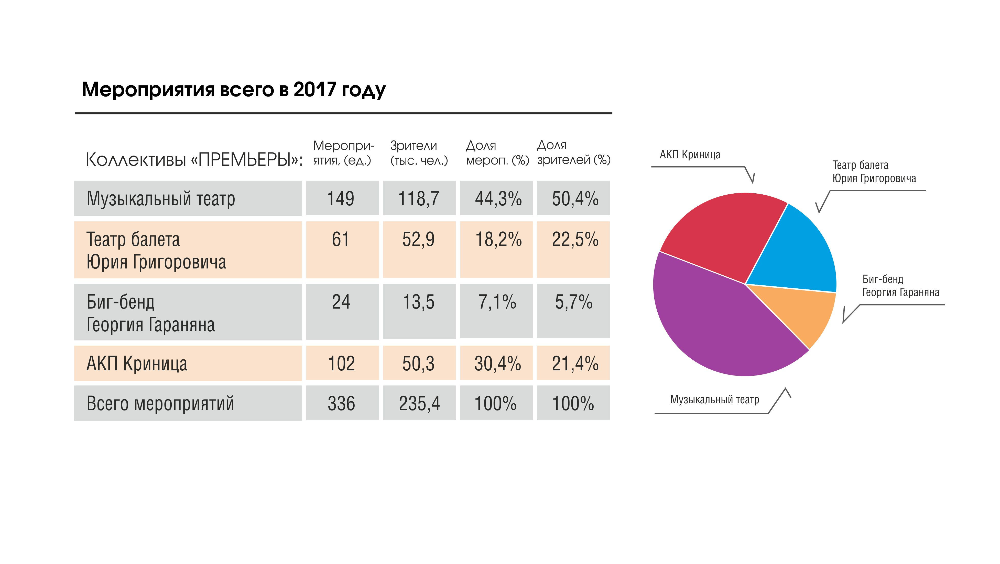 Мероприятия всего в 2017 году
Коллективы «ПРЕМЬЕРЫ»:
Меропри-
ятия, (ед.)
Зрители
(тыс. чел.)
Доля
мероп. (%)
Доля
зрителей (%)
Музыкальный театр 149 118,7 44,3% 50,4%
Театр балета 61 52,9 18,2% 22,5%
Юрия Григоровича
Биг-бенд 24 13,5 7,1% 5,7%
Георгия Гараняна
АКП Криница 102 50,3 30,4% 21,4%
Всего мероприятий 336 235,4 100% 100%
АКП Криница
Театр балета
Юрия Григоровича
Биг-бенд
Георгия Гараняна
Музыкальный театр